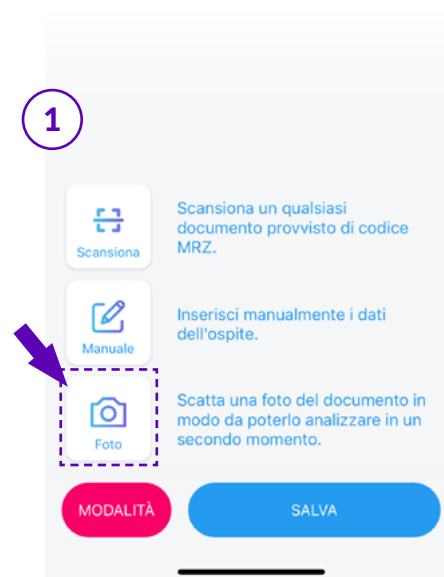 1
Scansiona
Scansiona un qualsiasi
documento provvisto di codice
MRZ.
Manuale
Inserisci manualmente i dati
dell'ospite.
Foto
Scatta una foto del documento in
modo da poterlo analizzare in un
secondo momento.
MODALITÀ
SALVA